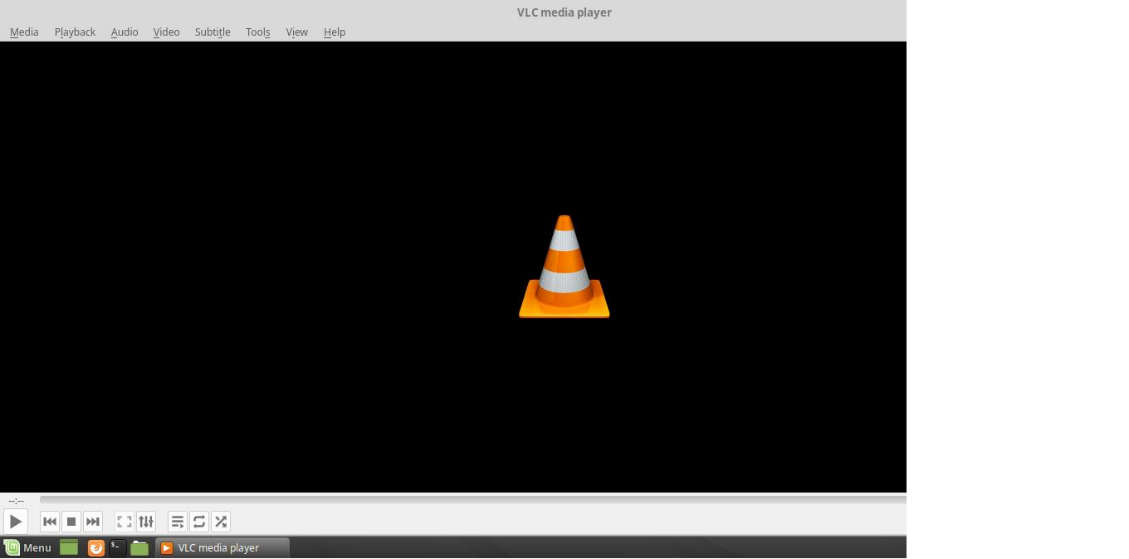 VLC media player
Media Playback Audio Video Subtitle Tools View Help
--:--
Menu VLC media player